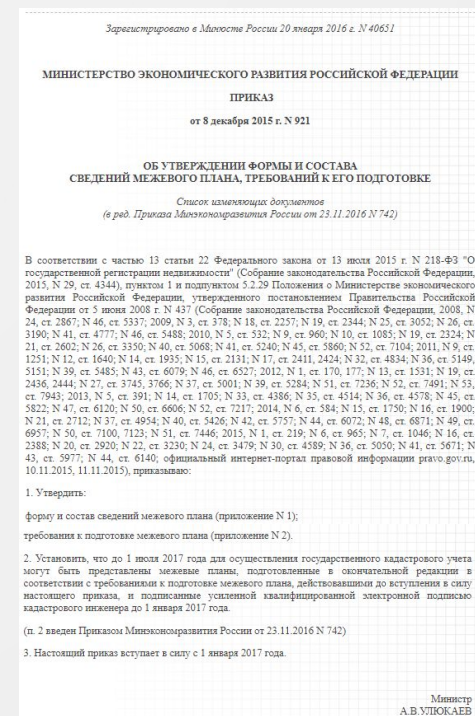 Зарегистрировано в Минюсте России 20 января 2016 г. N 40651
МИНИСТЕРСТВО ЭКОНОМИЧЕСКОГО РАЗВИТИЯ РОССИЙСКОЙ ФЕДЕРАЦИИ
ПРИКАЗ
от 8 декабря 2015 г. N 921
ОБ УТВЕРЖДЕНИИ ФОРМЫ И СОСТАВА
СВЕДЕНИЙ МЕЖЕВОГО ПЛАНА, ТРЕБОВАНИЙ К ЕГО ПОДГОТОВКЕ
Список изменяющих документов
(в ред. Приказа Минэкономразвития России от 23.11.2016 N 742)
В соответствии с частью 13 статьи 22 Федерального закона от 13 июля 2015 г. N 218-ФЗ "О
государственной регистрации недвижимости" (Собрание законодательства Российской Федерации,
2015, N 29, ст. 4344), пунктом 1 и подпунктом 5.2.29 Положения о Министерстве экономического
развития Российской Федерации, утвержденного постановлением Правительства Российской
Федерации от 5 июня 2008 г. N 437 (Собрание законодательства Российской Федерации, 2008, N
24, ст. 2867; N 46, ст. 5337; 2009, N 3, ст. 378; N 18, ст. 2257; N 19, ст. 2344; N 25, ст. 3052; N 26, ст.
3190; N 41, ст. 4777; N 46, ст. 5488; 2010, N 5, ст. 532; N 9, ст. 960; N 10, ст. 1085; N 19, ст. 2324; N
21, ст. 2602; N 26, ст. 3350; N 40, ст. 5068; N 41, ст. 5240; N 45, ст. 5860; N 52, ст. 7104; 2011, N 9, ст.
1251; N 12, ст. 1640; N 14, ст. 1935; N 15, ст. 2131; N 17, ст. 2411, 2424; N 32, ст. 4834; N 36, ст. 5149,
5151; N 39, ст. 5485; N 43, ст. 6079; N 46, ст. 6527; 2012, N 1, ст. 170, 177; N 13, ст. 1531; N 19, ст.
2436, 2444; N 27, ст. 3745, 3766; N 37, ст. 5001; N 39, ст. 5284; N 51, ст. 7236; N 52, ст. 7491; N 53,
ст. 7943; 2013, N 5, ст. 391; N 14, ст. 1705; N 33, ст. 4386; N 35, ст. 4514; N 36, ст. 4578; N 45, ст.
5822; N 47, ст. 6120; N 50, ст. 6606; N 52, ст. 7217; 2014, N 6, ст. 584; N 15, ст. 1750; N 16, ст. 1900;
N 21, ст. 2712; N 37, ст. 4954; N 40, ст. 5426; N 42, ст. 5757; N 44, ст. 6072; N 48, ст. 6871; N 49, ст.
6957; N 50, ст. 7100, 7123; N 51, ст. 7446; 2015, N 1, ст. 219; N 6, ст. 965; N 7, ст. 1046; N 16, ст.
2388; N 20, ст. 2920; N 22, ст. 3230; N 24, ст. 3479; N 30, ст. 4589; N 36, ст. 5050; N 41, ст. 5671; N
43, ст. 5977; N 44, ст. 6140; официальный интернет-портал правовой информации pravo.gov.ru,
10.11.2015, 11.11.2015), приказываю:
1. Утвердить:
форму и состав сведений межевого плана (приложение N 1);
требования к подготовке межевого плана (приложение N 2).
2. Установить, что до 1 июля 2017 года для осуществления государственного кадастрового учета
могут быть представлены межевые планы, подготовленные в окончательной редакции в
соответствии с требованиями к подготовке межевого плана, действовавшими до вступления в силу
настоящего приказа, и подписанные усиленной квалифицированной электронной подписью
кадастрового инженера до 1 января 2017 года.
(п. 2 введен Приказом Минэкономразвития России от 23.11.2016 N 742)
3. Настоящий приказ вступает в силу с 1 января 2017 года.
Министр
А.В.УЛЮКАЕВ